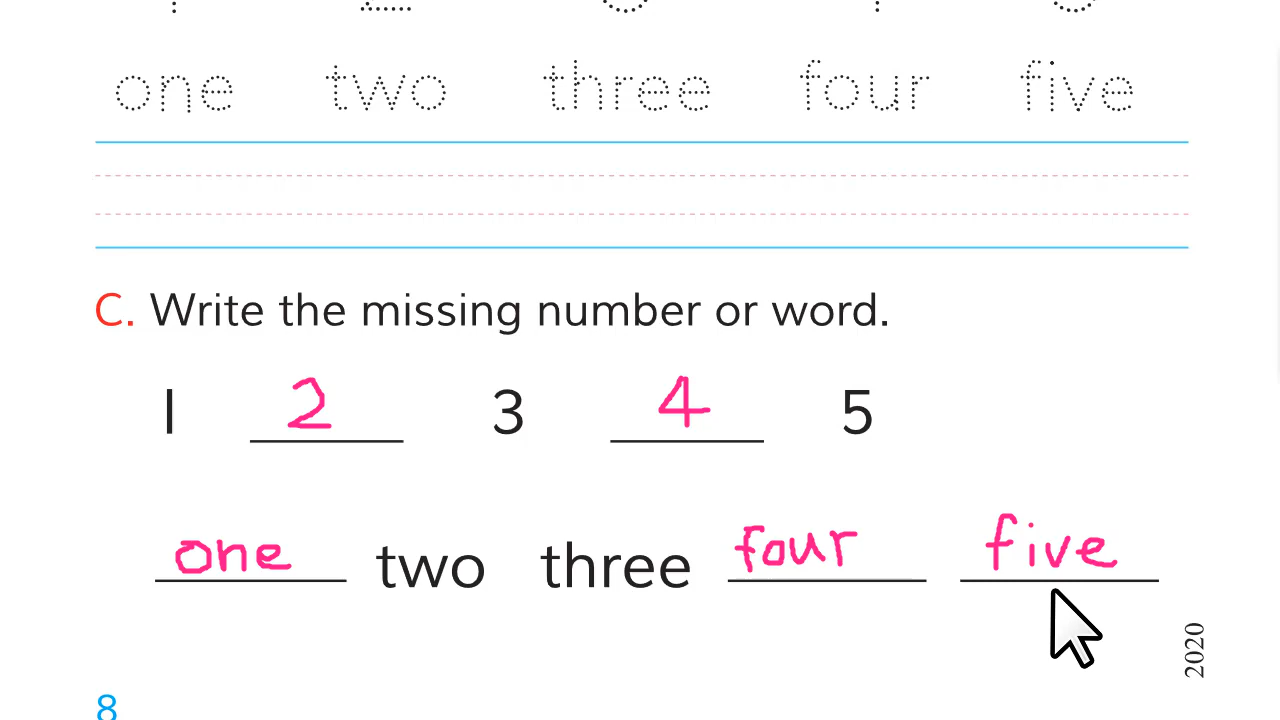 one two three four five
C. Write the missing number or word.
1 2 3 4 5
one two three four five
2020
8